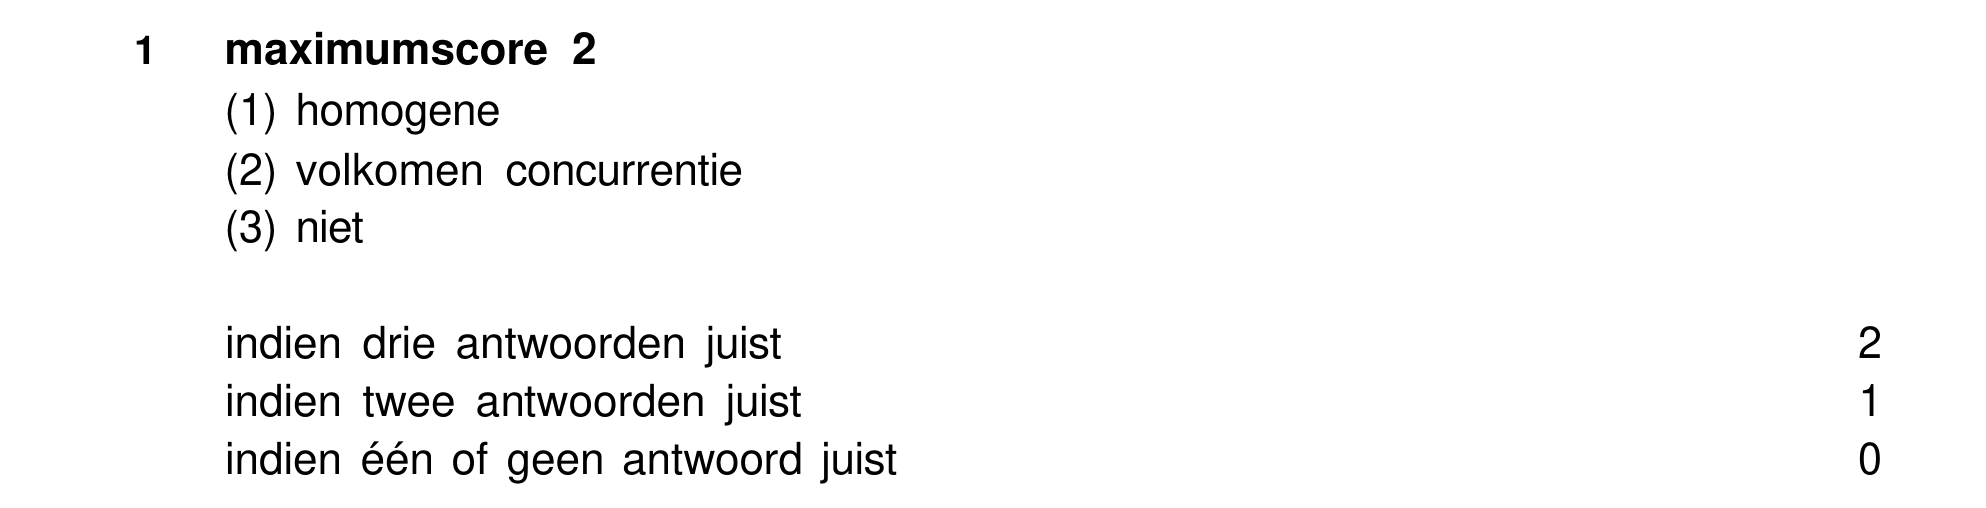 1 maximumscore 2
(1) homogene
(2) volkomen concurrentie
(3) niet
indien drie antwoorden juist 2
indien twee antwoorden juist 1
indien één of geen antwoord juist 0